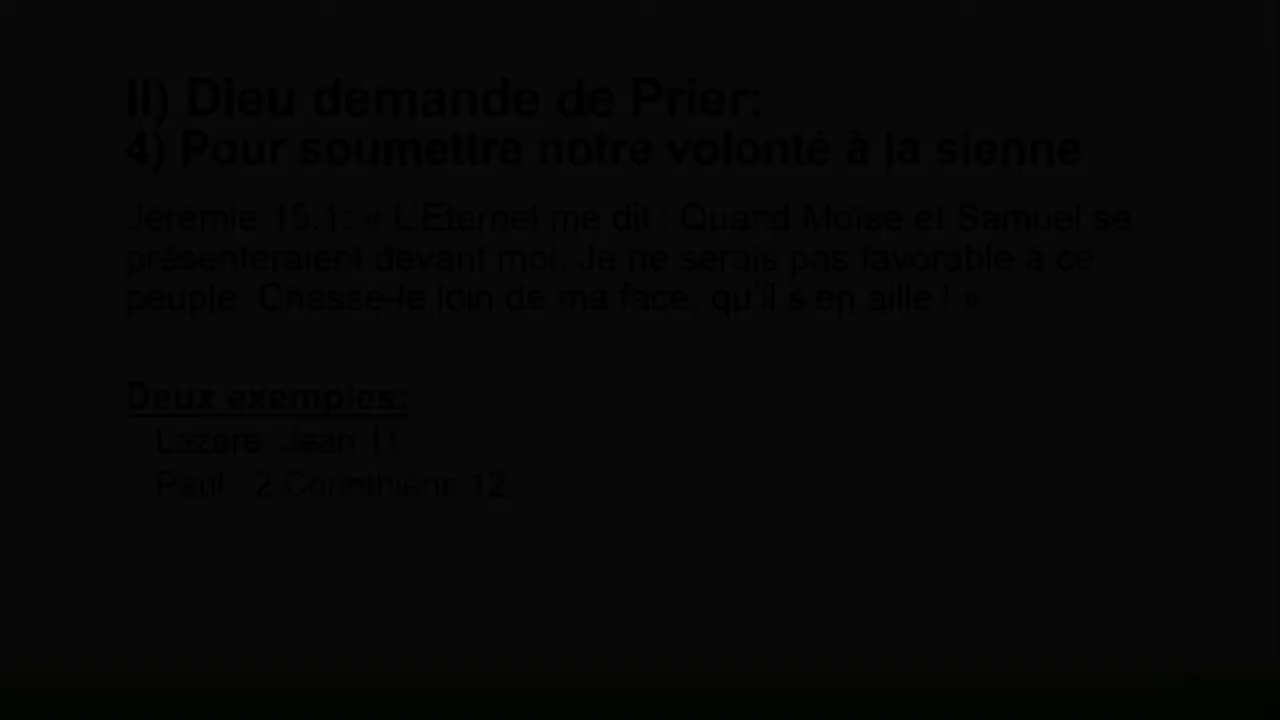 II) Dieu demande de Prier:
4) Pour soumettre notre volonté à la sienne
Jérémie 15.1: « L'Éternel me dit : Quand Moïse et Samuel se
présenteraient devant moi, Je ne serais pas favorable à ce
peuple. Chasse-le loin de ma face, qu'il s'en aille ! ».
Deux exemples:
- Lazare: Jean 11
- Paul: 2 Corinthiens 12